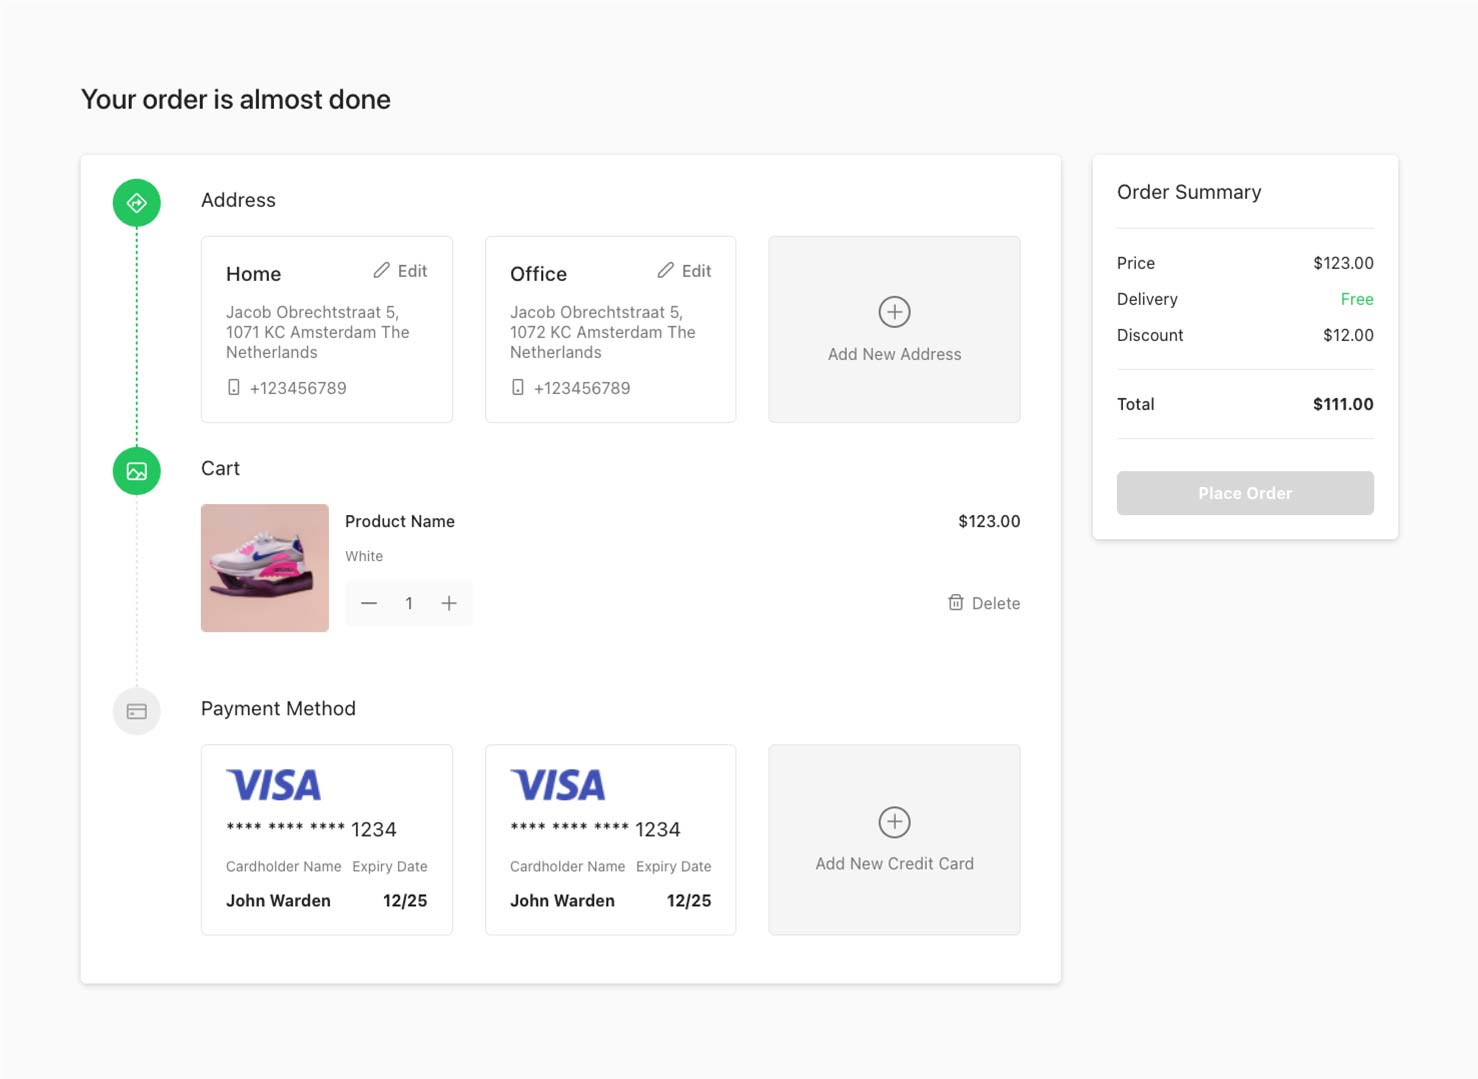 Your order is almost done
Address
Home
Edit
Jacob Obrechtstraat 5,
1071 KC Amsterdam The
Netherlands
+123456789
Office
Edit
Jacob Obrechtstraat 5,
1072 KC Amsterdam The
Netherlands
+123456789
Add New Address
Cart
Product Name
$123.00
White
1
Delete
Payment Method
VISA
**** **** **** 1234
Cardholder Name Expiry Date
John Warden 12/25
VISA
**** **** **** 1234
Cardholder Name Expiry Date
John Warden 12/25
Add New Credit Card
Order Summary
Price $123.00
Delivery Free
Discount $12.00
Total $111.00
Place Order